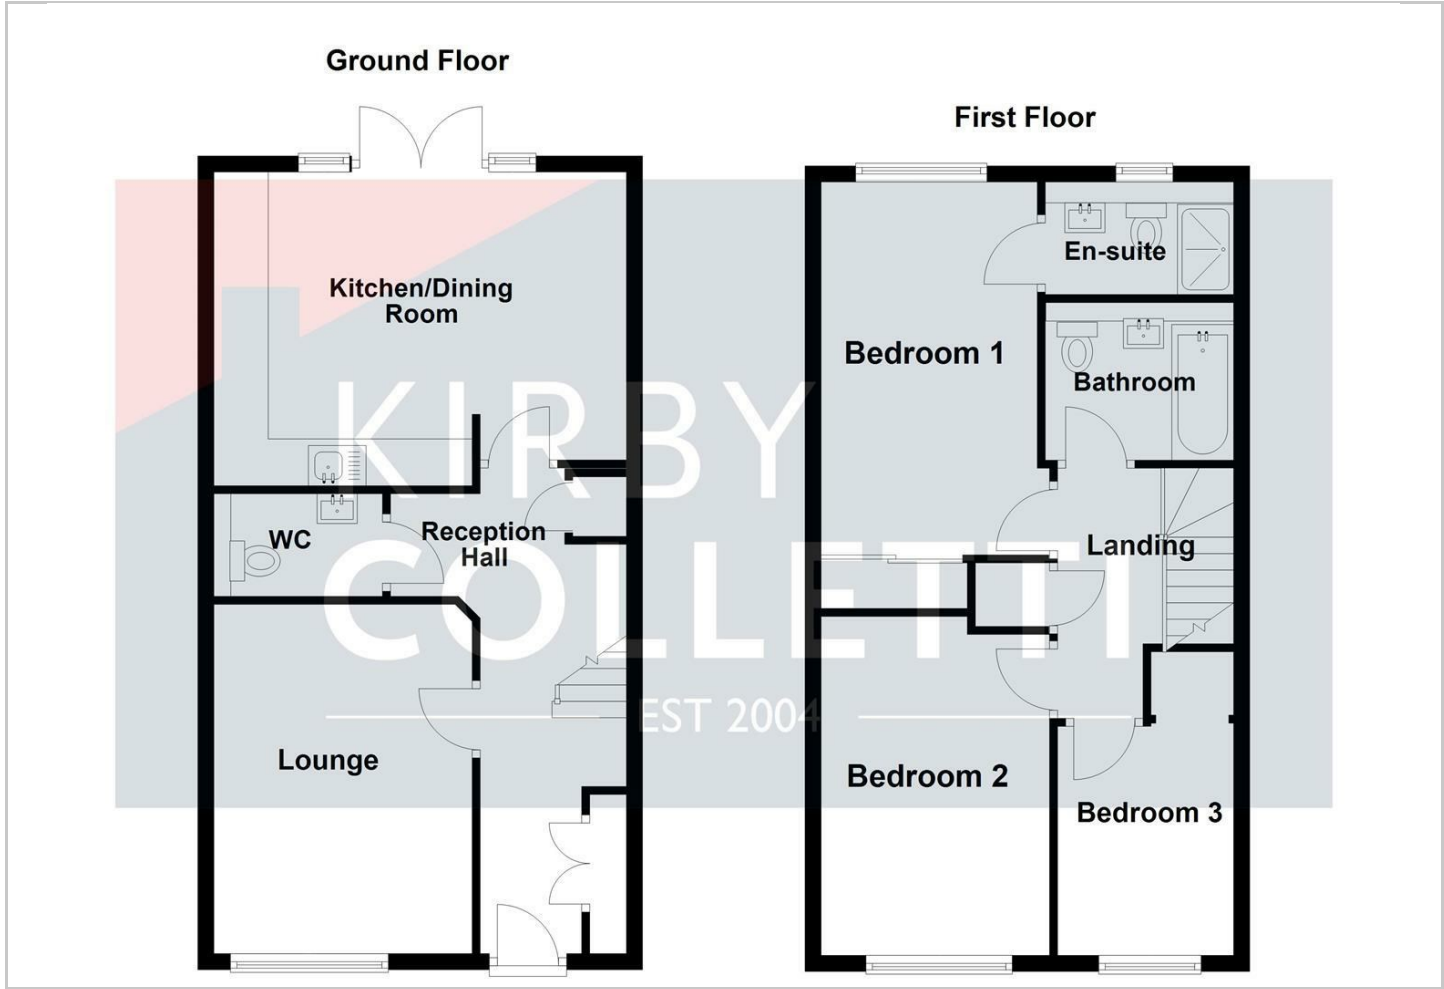 Ground Floor
Kitchen/Dining
Room
WC
Reception
Hall
Lounge
First Floor
En-suite
Bedroom 1
Bathroom
Landing
Bedroom 2
Bedroom 3
KIRBY
COLLETTI
EST 2004